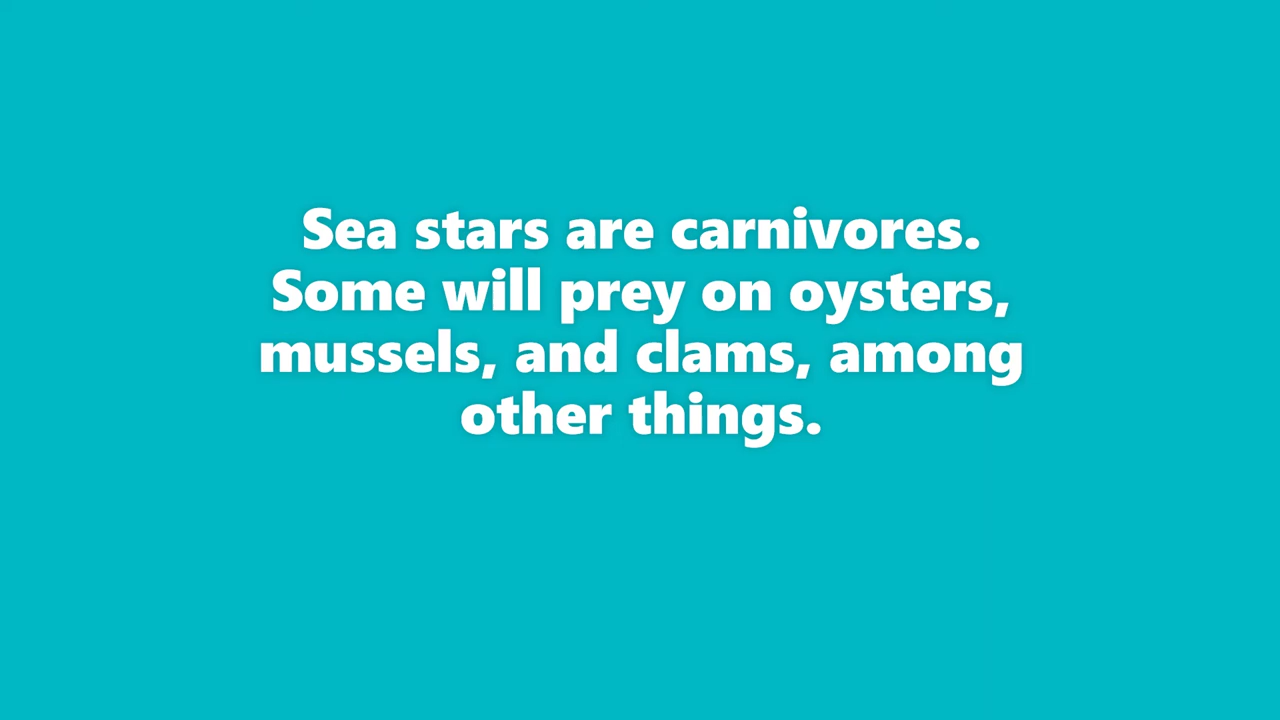 Sea stars are carnivores.
Some will prey on oysters,
mussels, and clams, among
other things.